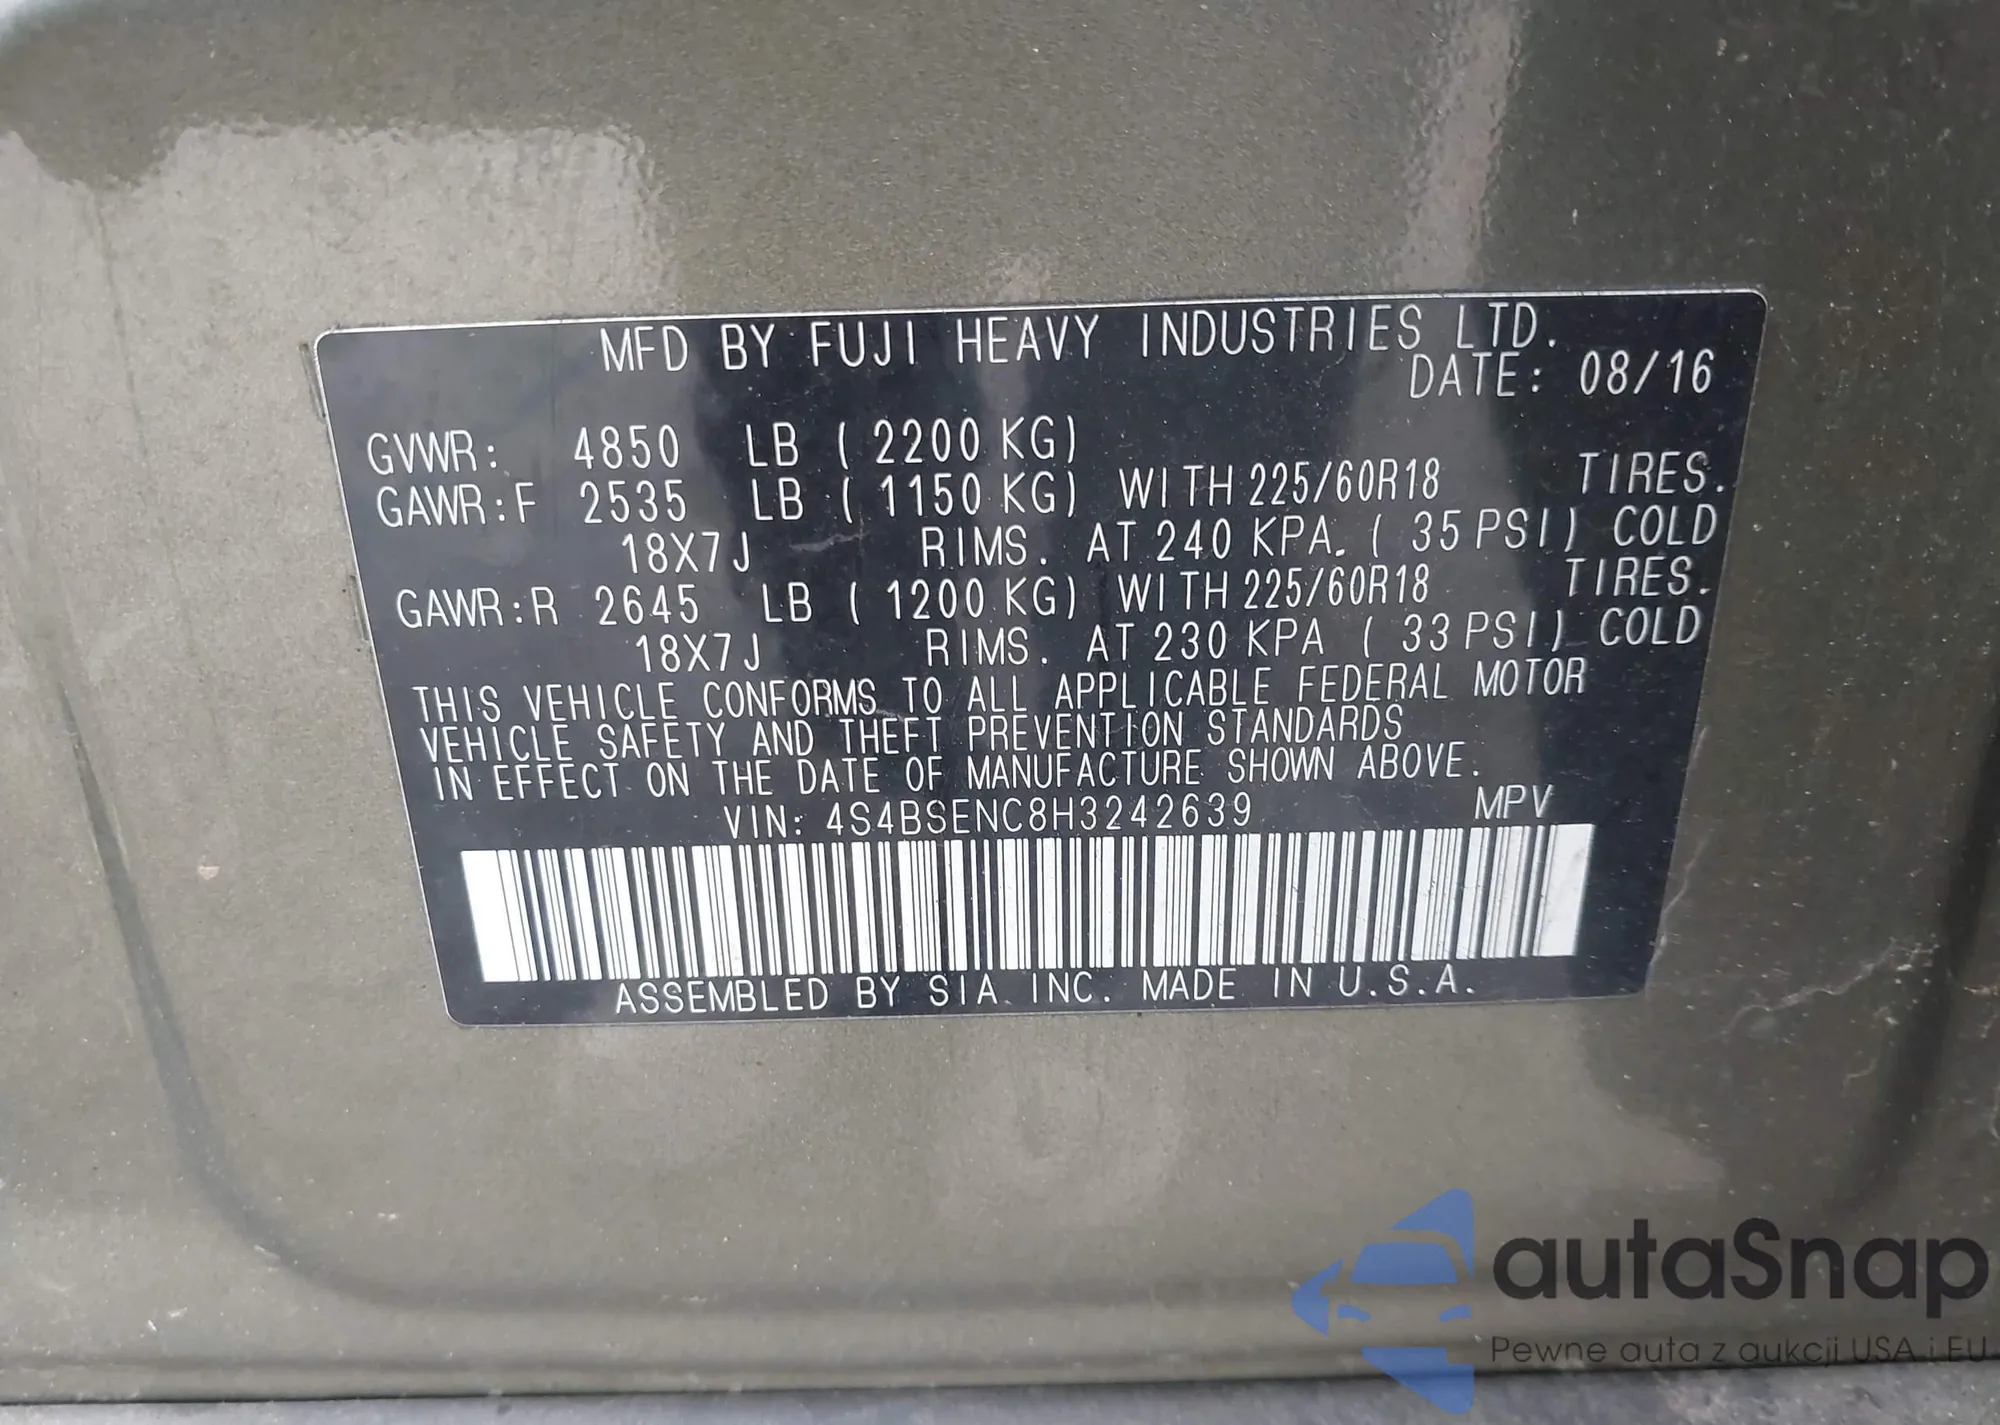 MFD BY FUJI HEAVY INDUSTRIES LTD.
DATE: 08/16
GVWR: 4850 LB ( 2200 KG)
GAWR:F 2535 LB ( 1150 KG) WITH 225/60R18 TIRES.
18X7J RIMS. AT 240 KPA. ( 35 PSI) COLD
GAWR:R 2645 LB ( 1200 KG) WITH 225/60R18 TIRES.
18X7J RIMS. AT 230 KPA ( 33 PSI) COLD
THIS VEHICLE CONFORMS TO ALL APPLICABLE FEDERAL MOTOR
VEHICLE SAFETY AND THEFT PREVENTION STANDARDS
IN EFFECT ON THE DATE OF MANUFACTURE SHOWN ABOVE.
VIN: 4S4BSENC8H3242639 MPV
ASSEMBLED BY SIA INC. MADE IN U.S.A.
autaSnap
Pewne auta z aukcji USA i EU